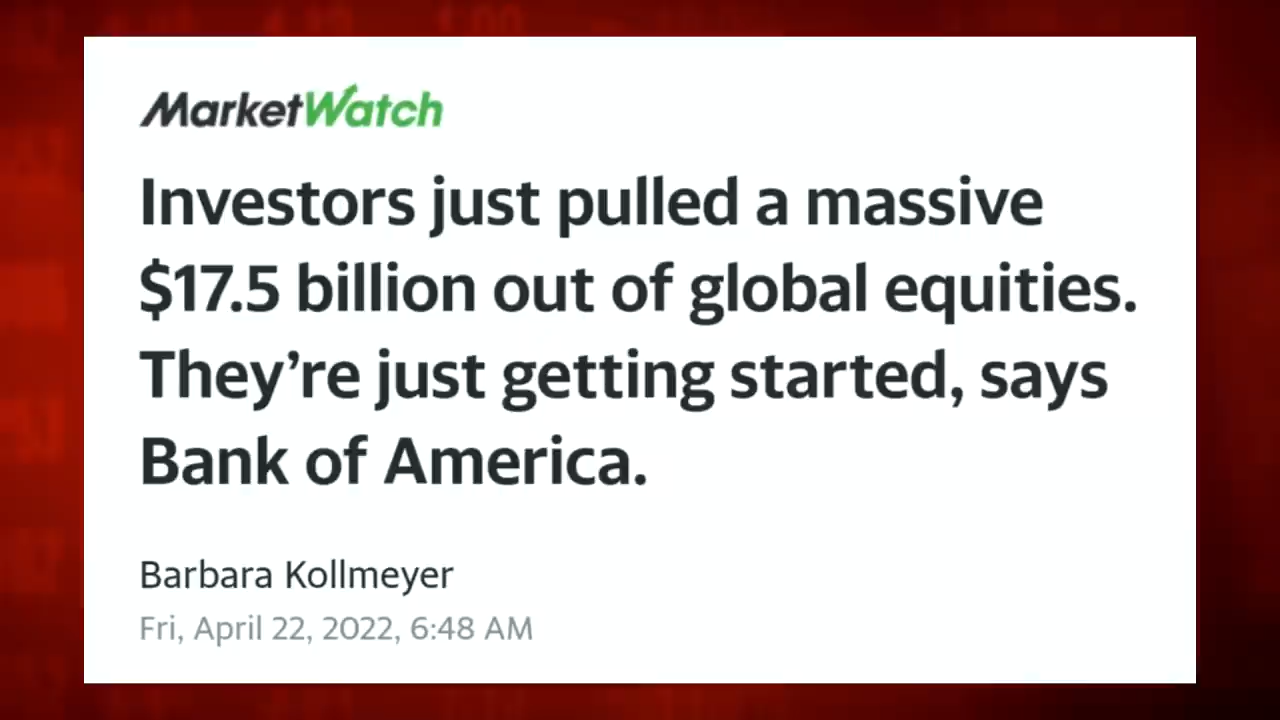 MarketWatch
Investors just pulled a massive
$17.5 billion out of global equities.
They’re just getting started, says
Bank of America.
Barbara Kollmeyer
Fri, April 22, 2022, 6:48 AM